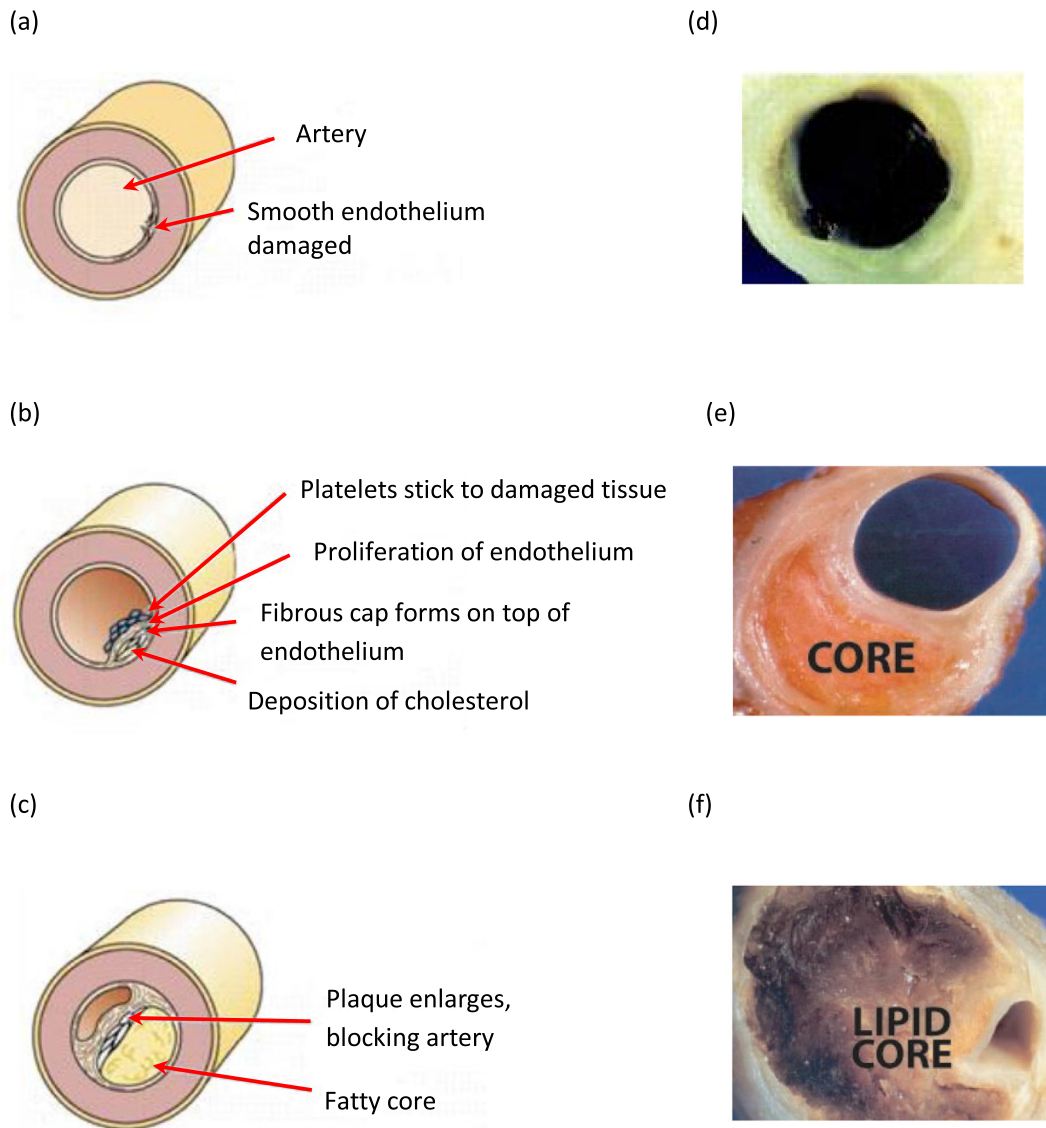 (a)
(d)
Artery
Smooth endothelium
damaged
(b)
(e)
Platelets stick to damaged tissue
Proliferation of endothelium
Fibrous cap forms on top of
endothelium
Deposition of cholesterol
CORE
(c)
(f)
Plaque enlarges,
blocking artery
Fatty core
LIPID
CORE